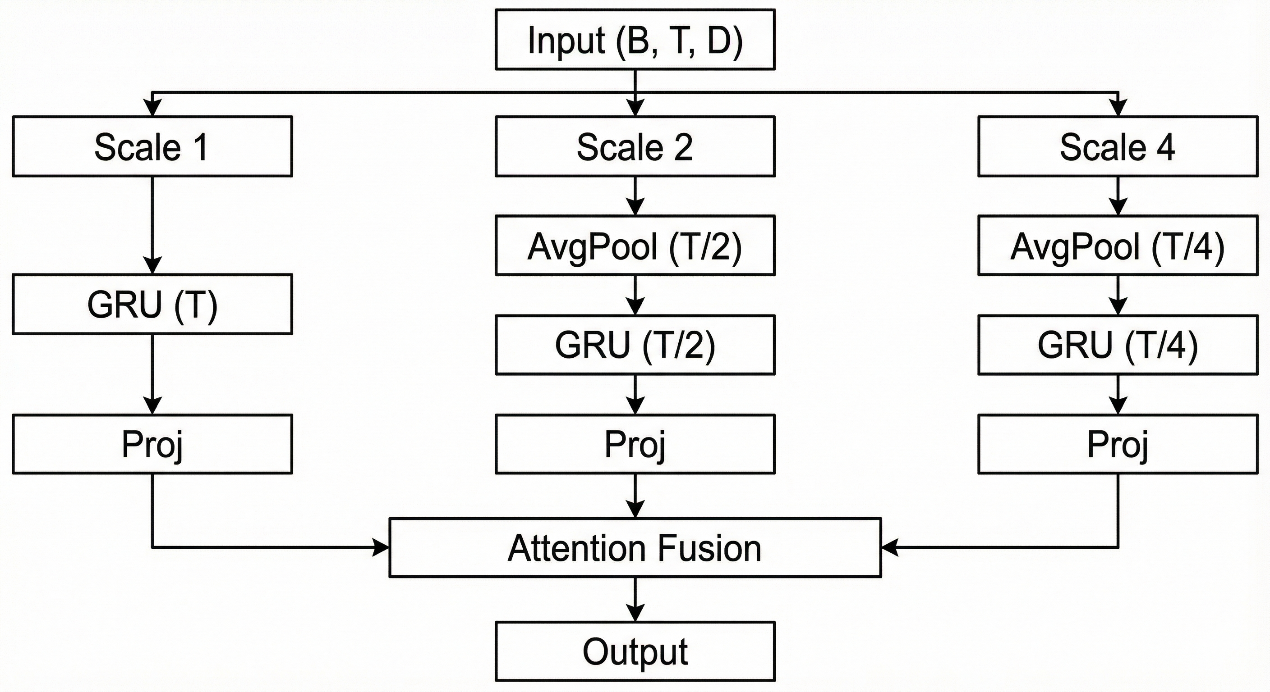 Input (B, T, D)
Scale 1
Scale 2
Scale 4
AvgPool (T/2)
AvgPool (T/4)
GRU (T)
GRU (T/2)
GRU (T/4)
Proj
Proj
Proj
Attention Fusion
Output